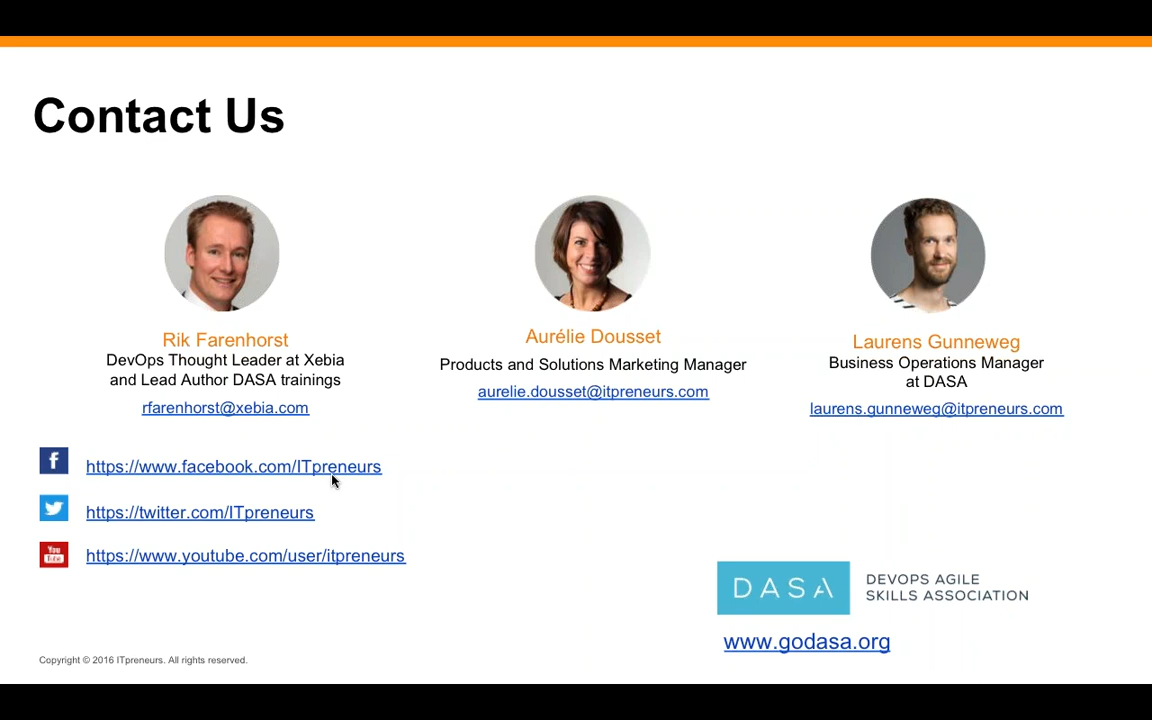 Contact Us
Rik Farenhorst
DevOps Thought Leader at Xebia
and Lead Author DASA trainings
rfarenhorst@xebia.com
Aurélie Dousset
Products and Solutions Marketing Manager
aurelie.dousset@itpreneurs.com
Laurens Gunneweg
Business Operations Manager
at DASA
laurens.gunneweg@itpreneurs.com
f
https://www.facebook.com/ITpreneurs
https://twitter.com/ITpreneurs
You
Tube
https://www.youtube.com/user/itpreneurs
DASA
DEVOPS AGILE
SKILLS ASSOCIATION
www.godasa.org
Copyright © 2016 ITpreneurs. All rights reserved.